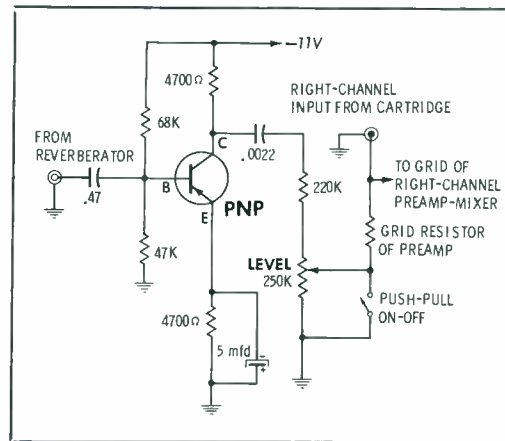 –11V
4700Ω
RIGHT-CHANNEL
INPUT FROM CARTRIDGE
68K
C
.0022
FROM
REVERBERATOR
.47
B
PNP
E
220K
TO GRID OF
RIGHT-CHANNEL
PREAMP-MIXER
GRID RESISTOR
OF PREAMP
47K
LEVEL
250K
PUSH-PULL
ON-OFF
4700Ω
5 mfd